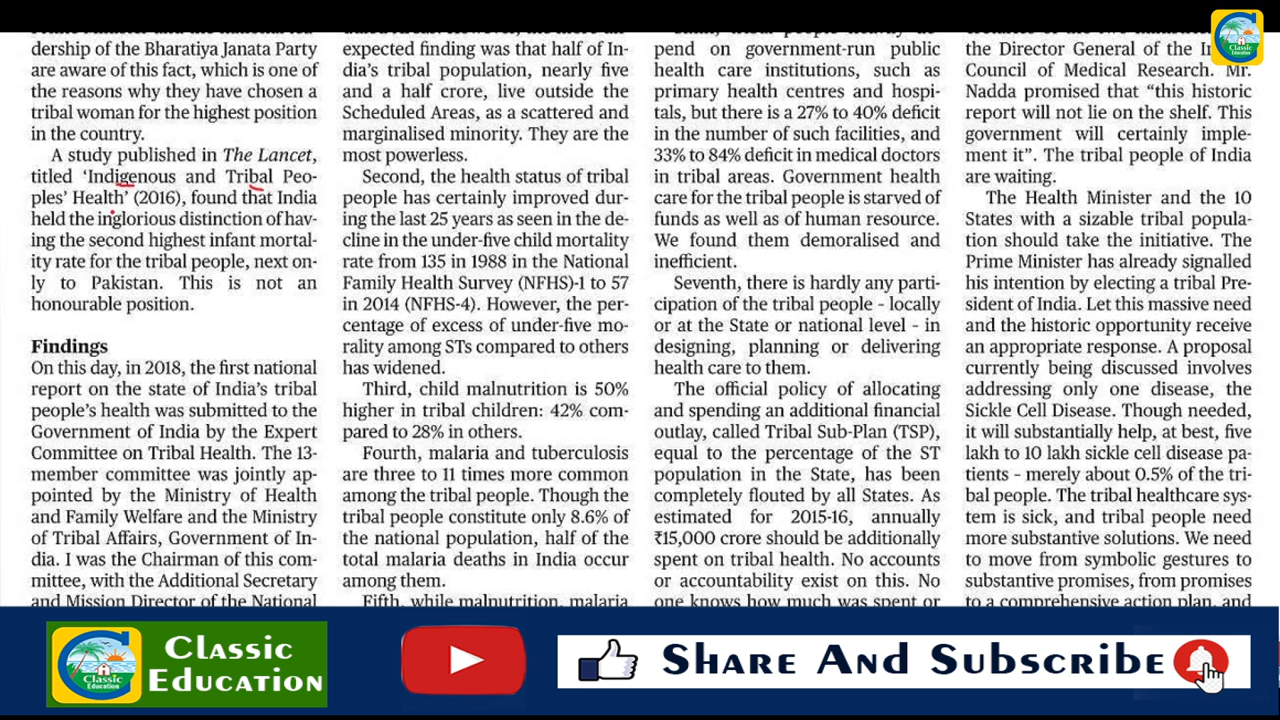 dership of the Bharatiya Janata Party
are aware of this fact, which is one of
the reasons why they have chosen a
tribal woman for the highest position
in the country.
A study published in The Lancet,
titled ‘Indigenous and Tribal Peo-
ples’ Health’ (2016), found that India
held the inglorious distinction of hav-
ing the second highest infant mortal-
ity rate for the tribal people, next on-
ly to Pakistan. This is not an
honourable position.
Findings
On this day, in 2018, the first national
report on the state of India’s tribal
people’s health was submitted to the
Government of India by the Expert
Committee on Tribal Health. The 13-
member committee was jointly ap-
pointed by the Ministry of Health
and Family Welfare and the Ministry
of Tribal Affairs, Government of In-
dia. I was the Chairman of this com-
mittee, with the Additional Secretary
and Mission Director of the National
expected finding was that half of In-
dia’s tribal population, nearly five
and a half crore, live outside the
Scheduled Areas, as a scattered and
marginalised minority. They are the
most powerless.
Second, the health status of tribal
people has certainly improved dur-
ing the last 25 years as seen in the de-
cline in the under-five child mortality
rate from 135 in 1988 in the National
Family Health Survey (NFHS)-1 to 57
in 2014 (NFHS-4). However, the per-
centage of excess of under-five mo-
rality among STs compared to others
has widened.
Third, child malnutrition is 50%
higher in tribal children: 42% com-
pared to 28% in others.
Fourth, malaria and tuberculosis
are three to 11 times more common
among the tribal people. Though the
tribal people constitute only 8.6% of
the national population, half of the
total malaria deaths in India occur
among them.
Fifth, while malnutrition, malaria
pend on government-run public
health care institutions, such as
primary health centres and hospi-
tals, but there is a 27% to 40% deficit
in the number of such facilities, and
33% to 84% deficit in medical doctors
in tribal areas. Government health
care for the tribal people is starved of
funds as well as of human resource.
We found them demoralised and
inefficient.
Seventh, there is hardly any parti-
cipation of the tribal people - locally
or at the State or national level - in
designing, planning or delivering
health care to them.
The official policy of allocating
and spending an additional financial
outlay, called Tribal Sub-Plan (TSP),
equal to the percentage of the ST
population in the State, has been
completely flouted by all States. As
estimated for 2015-16, annually
₹15,000 crore should be additionally
spent on tribal health. No accounts
or accountability exist on this. No
one knows how much was spent or
the Director General of the
Council of Medical Research. Mr.
Nadda promised that “this historic
report will not lie on the shelf. This
government will certainly imple-
ment it”. The tribal people of India
are waiting.
The Health Minister and the 10
States with a sizable tribal popula-
tion should take the initiative. The
Prime Minister has already signalled
his intention by electing a tribal Pre-
sident of India. Let this massive need
and the historic opportunity receive
an appropriate response. A proposal
currently being discussed involves
addressing only one disease, the
Sickle Cell Disease. Though needed,
it will substantially help, at best, five
lakh to 10 lakh sickle cell disease pa-
tients - merely about 0.5% of the tri-
bal people. The tribal healthcare sys-
tem is sick, and tribal people need
more substantive solutions. We need
to move from symbolic gestures to
substantive promises, from promises
to a comprehensive action plan, and
Classic
Education
Classic
Education
Classic
Education
Share And Subscribe